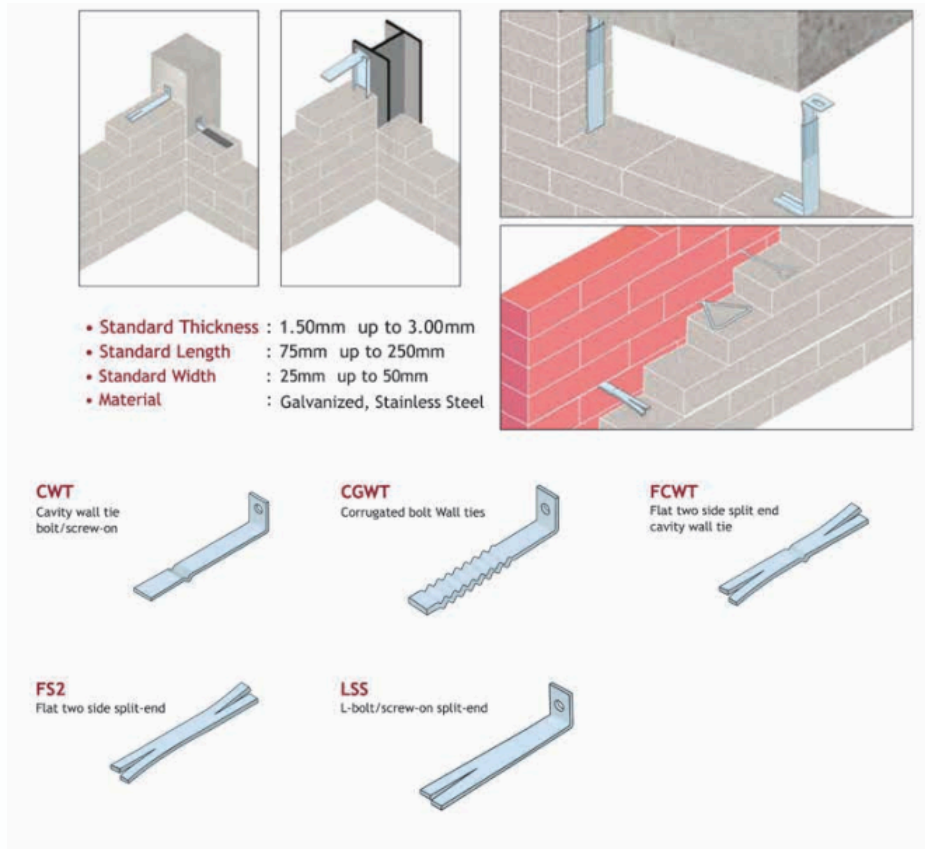 • Standard Thickness : 1.50mm up to 3.00mm
• Standard Length : 75mm up to 250mm
• Standard Width : 25mm up to 50mm
• Material : Galvanized, Stainless Steel
CWT
Cavity wall tie
bolt/screw-on
CGWT
Corrugated bolt Wall ties
FCWT
Flat two side split end
cavity wall tie
FS2
Flat two side split-end
LSS
L-bolt/screw-on split-end